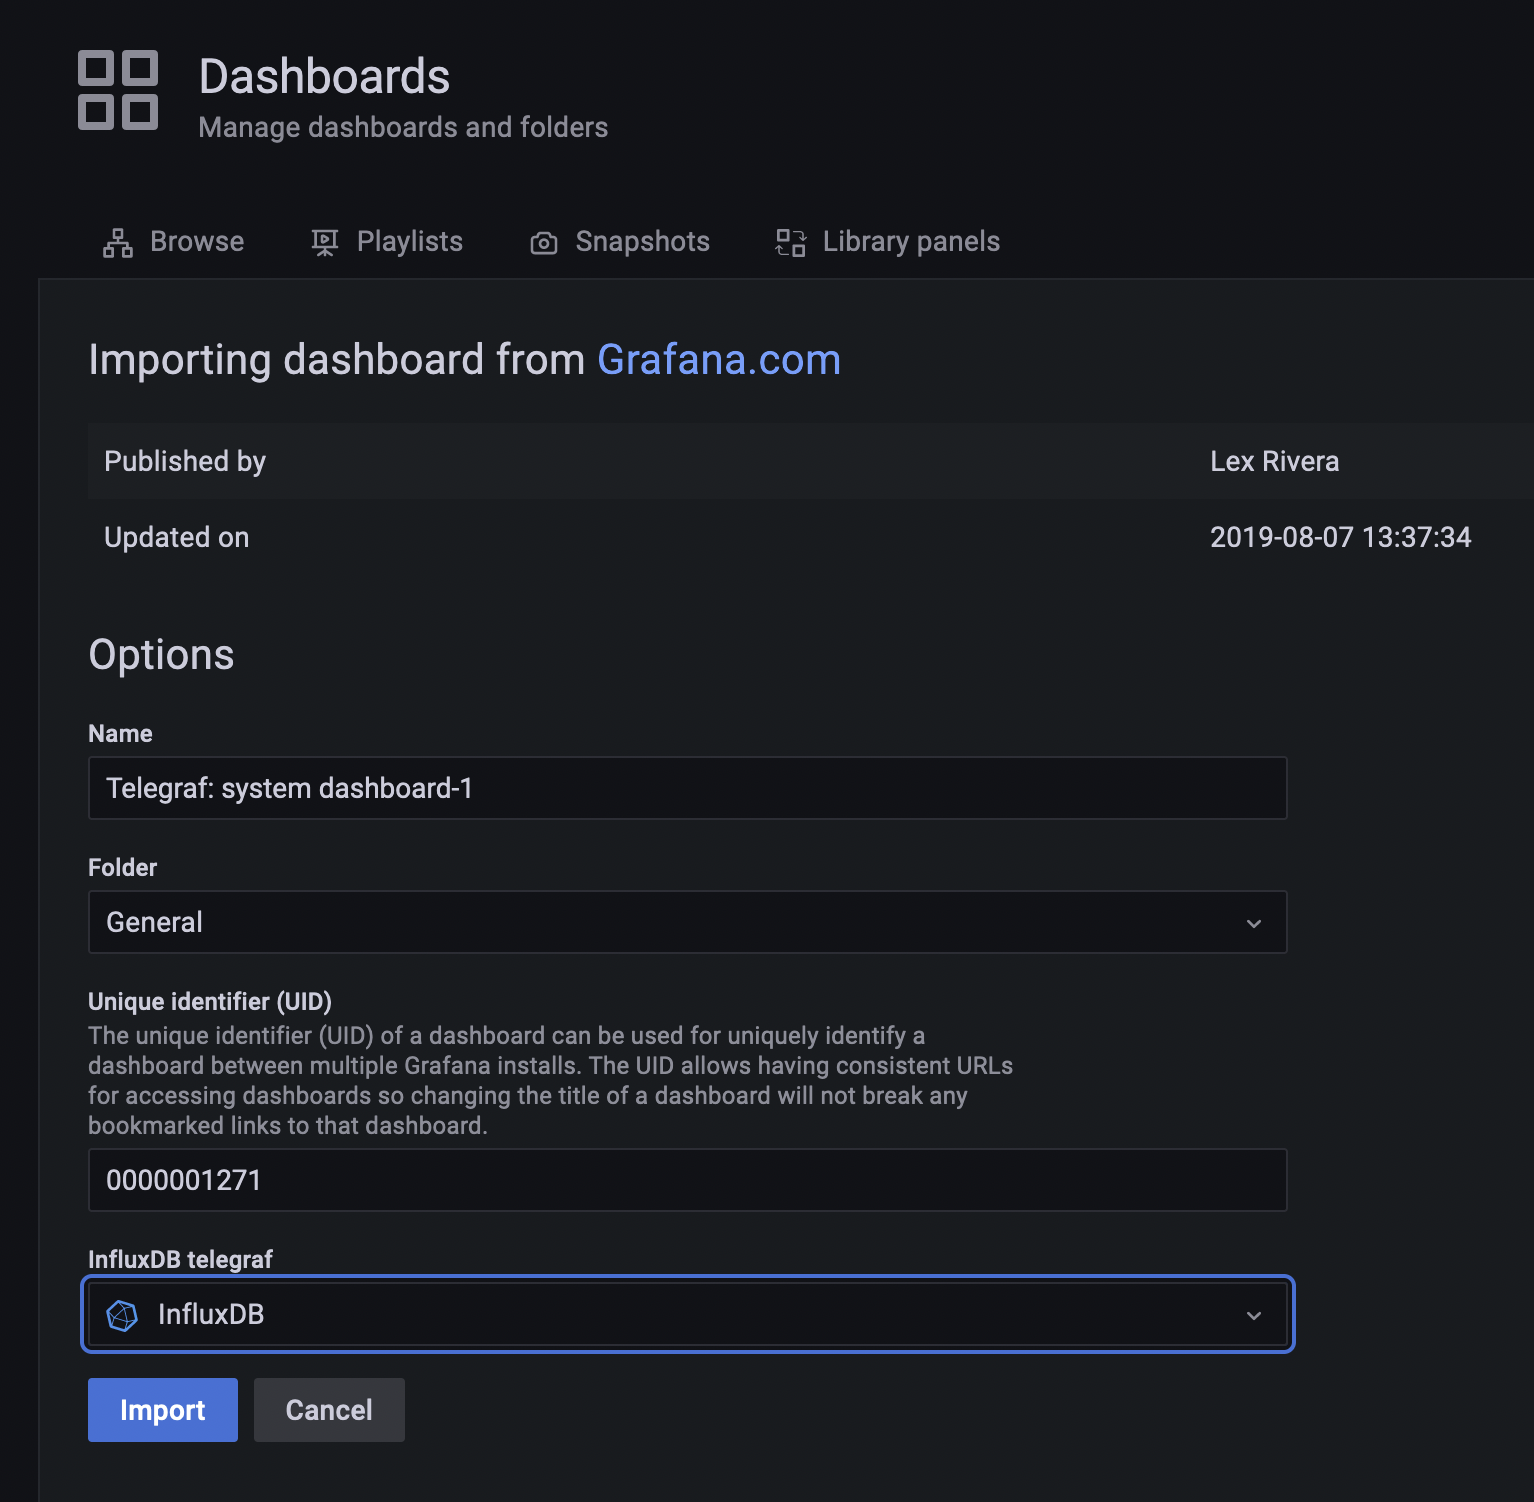 Dashboards
Manage dashboards and folders
Browse
Playlists
Snapshots
Library panels
Importing dashboard from Grafana.com
Published by
Lex Rivera
Updated on
2019-08-07 13:37:34
Options
Name
Telegraf: system dashboard-1
Folder
General
Unique identifier (UID)
The unique identifier (UID) of a dashboard can be used for uniquely identify a
dashboard between multiple Grafana installs. The UID allows having consistent URLs
for accessing dashboards so changing the title of a dashboard will not break any
bookmarked links to that dashboard.
0000001271
InfluxDB telegraf
InfluxDB
Import
Cancel